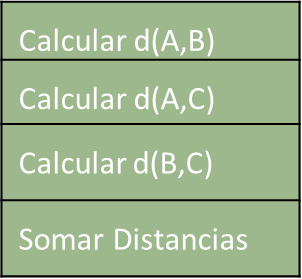 Calcular d(A,B)
Calcular d(A,C)
Calcular d(B,C)
Somar Distancias